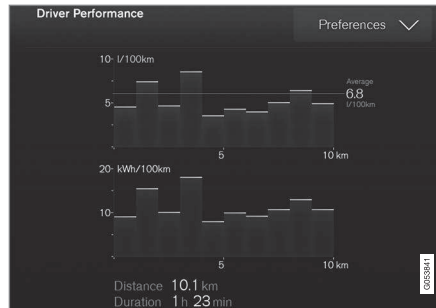 Driver Performance
Preferences
10- l/100km
Average
6.8
l/100km
5-
5
10 km
20- kWh/100km
10-
5
10 km
Distance 10.1 km
Duration 1 h 23 min
G053841